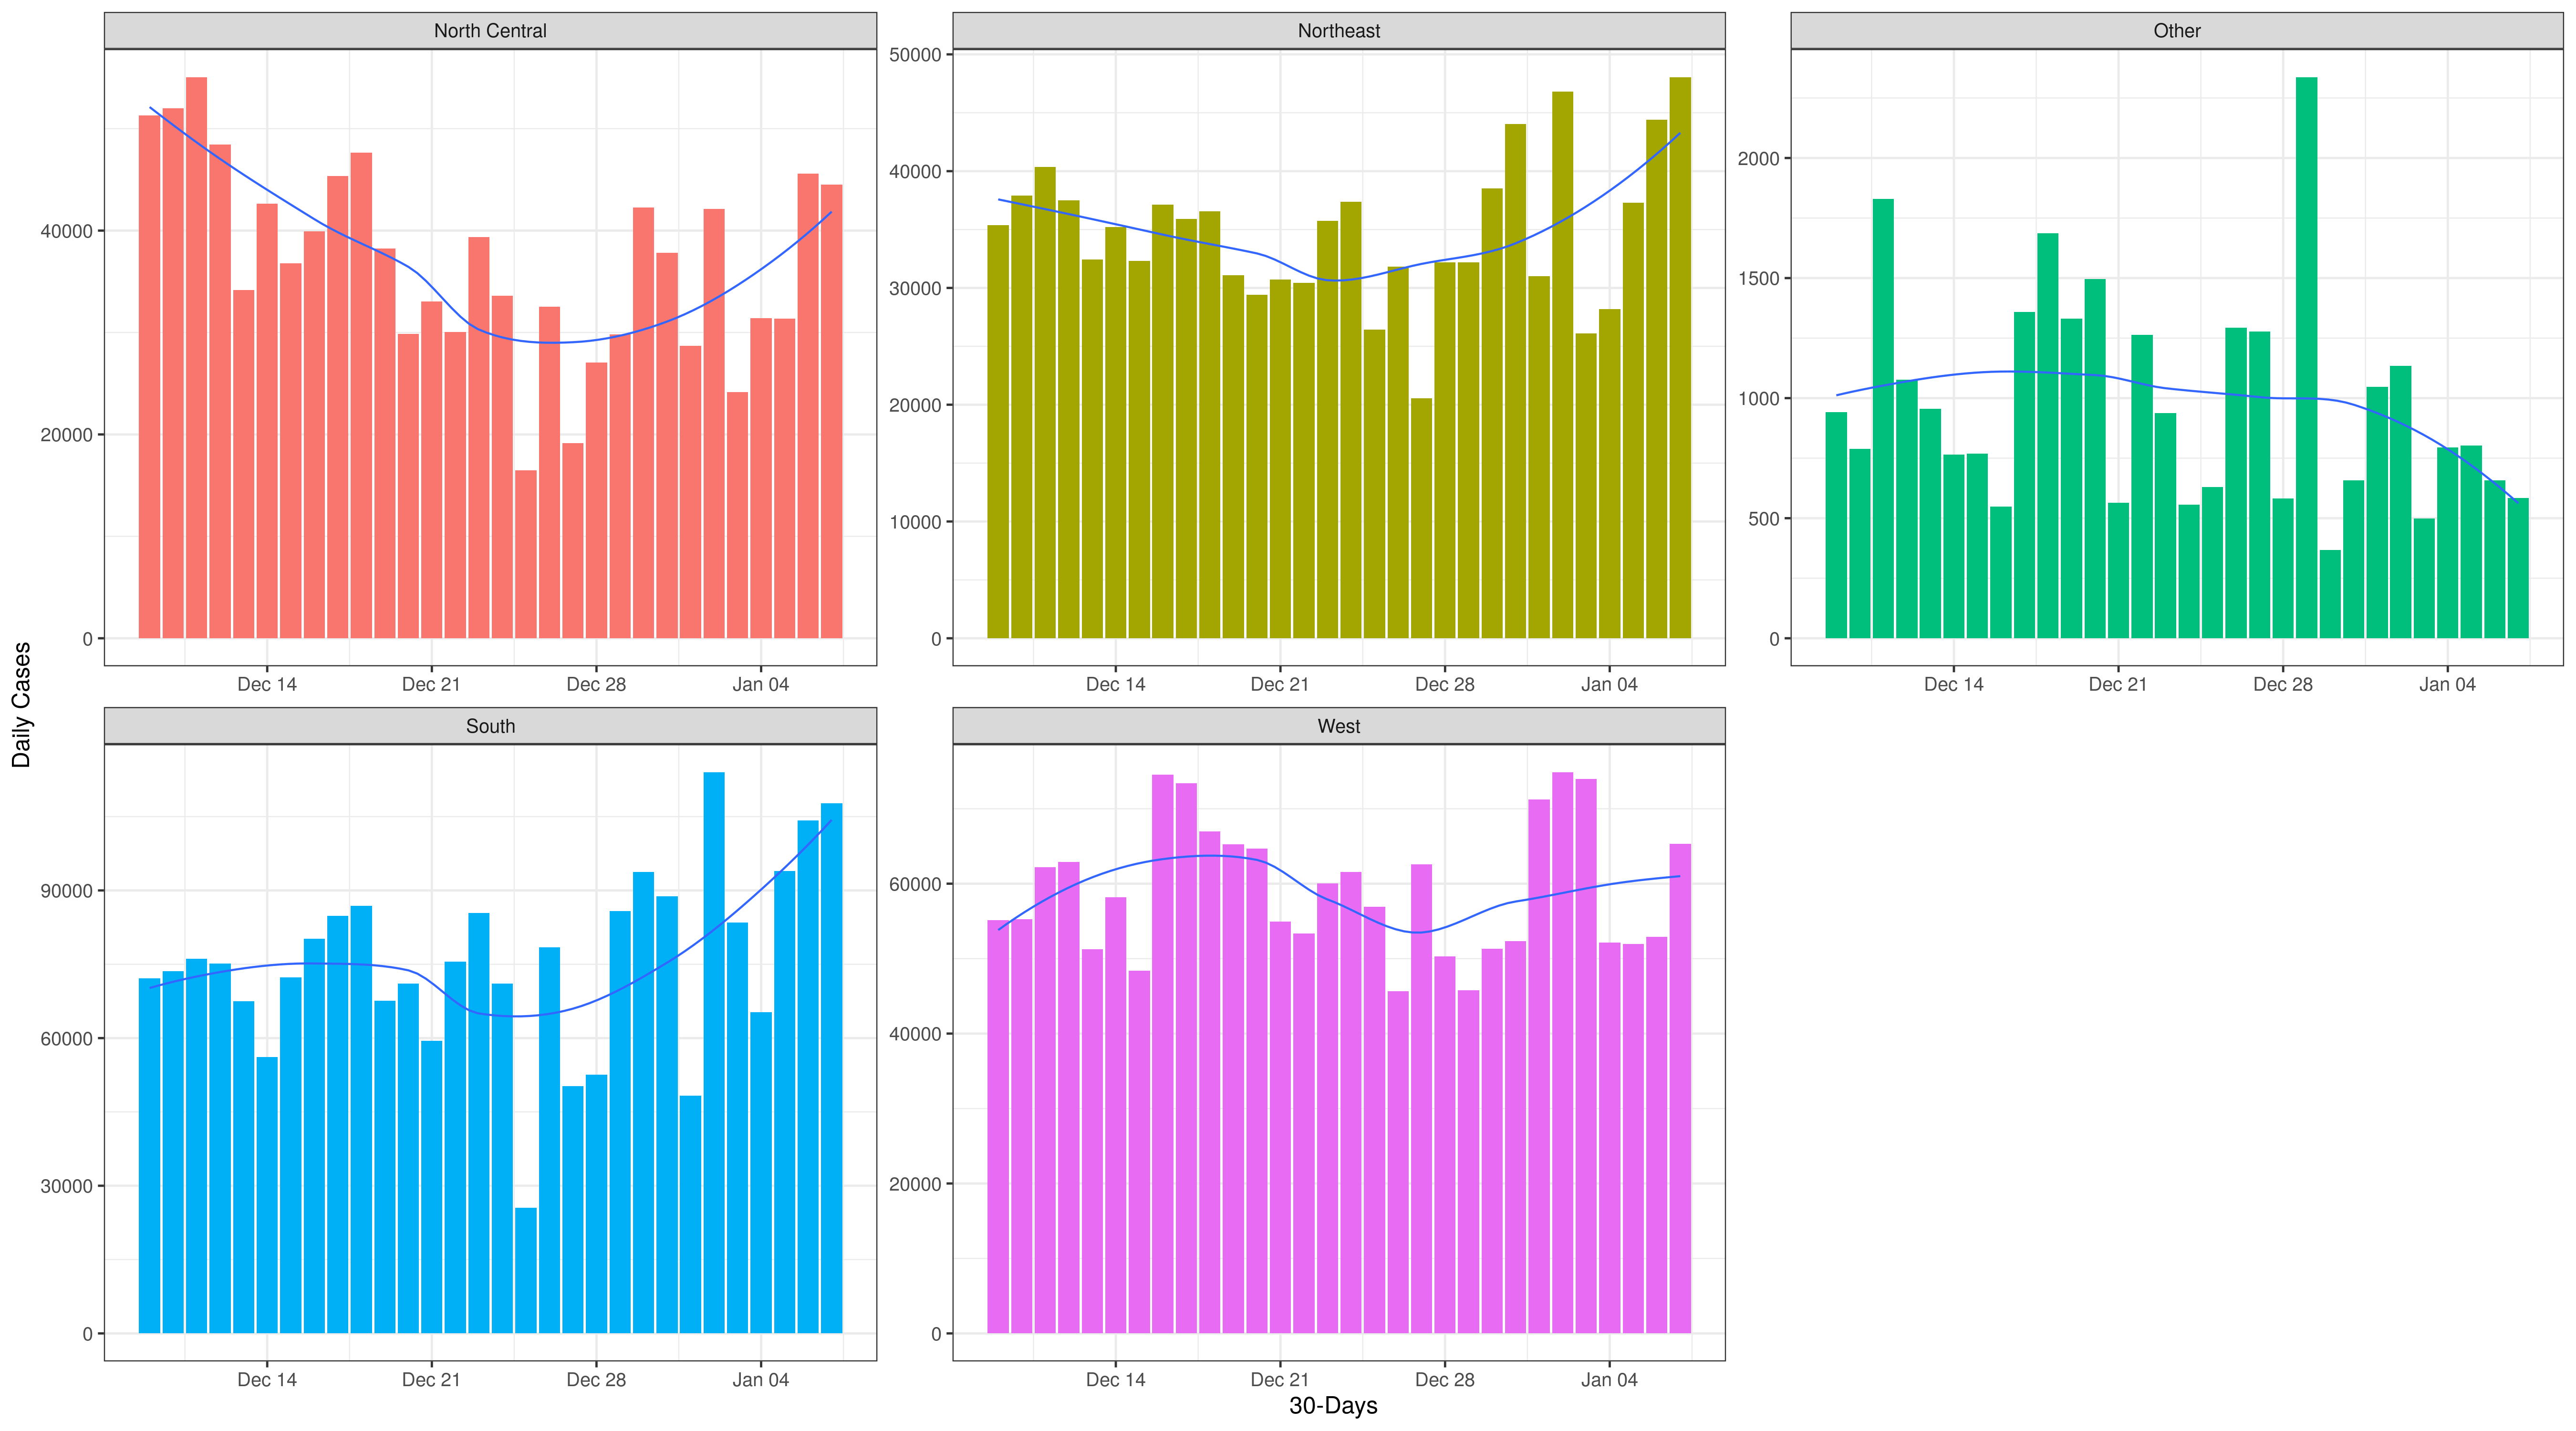 North Central
Northeast
Other
40000
20000
0
50000
40000
30000
20000
10000
0
2000
1500
1000
500
0
Dec 14 Dec 21 Dec 28 Jan 04
Dec 14 Dec 21 Dec 28 Jan 04
Dec 14 Dec 21 Dec 28 Jan 04
Daily Cases
South
West
90000
60000
30000
0
60000
40000
20000
0
Dec 14 Dec 21 Dec 28 Jan 04
Dec 14 Dec 21 Dec 28 Jan 04
30-Days